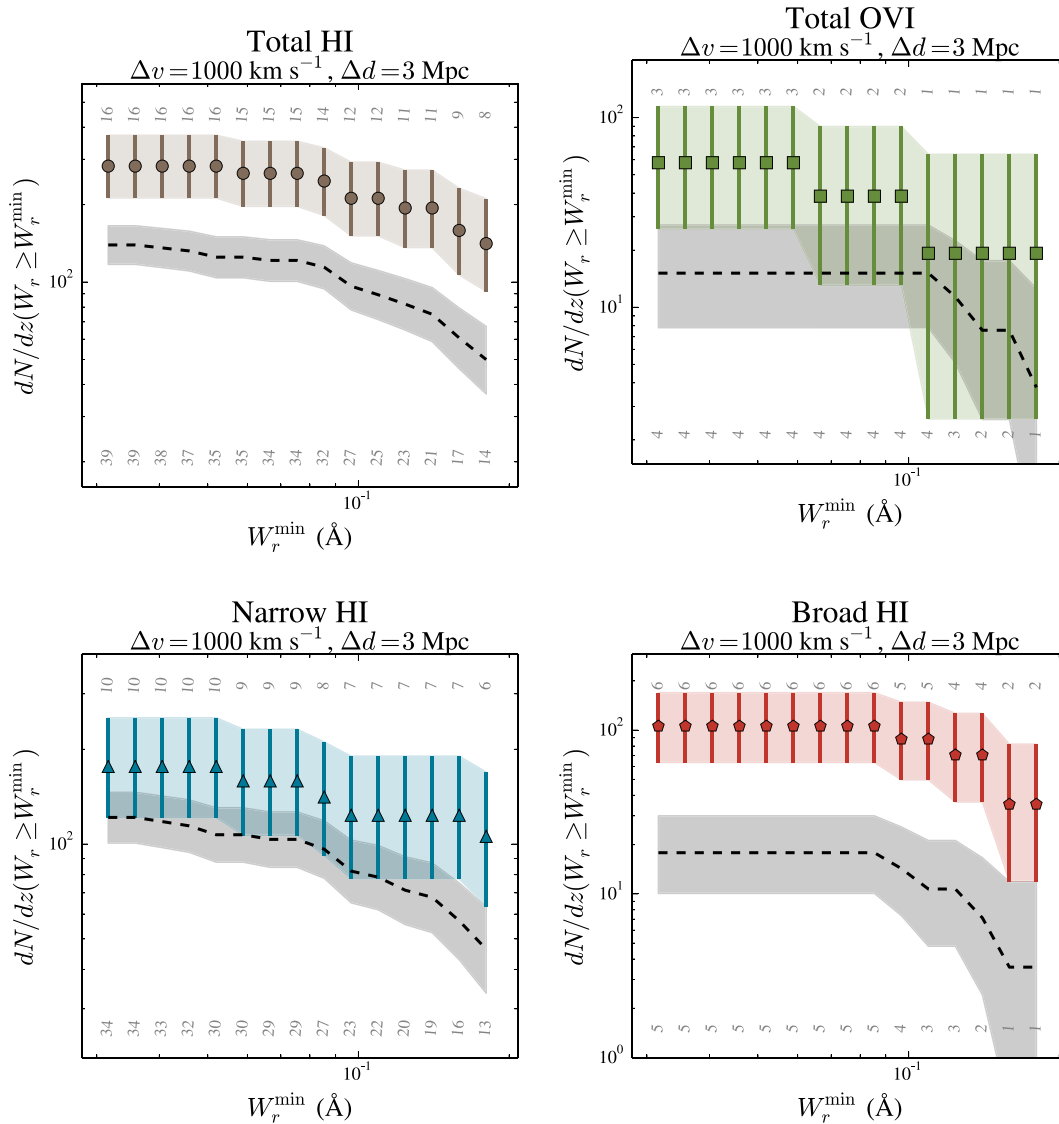 Total HI
Δv = 1000 km s⁻¹, Δd = 3 Mpc
16 16 16 16 16 15 15 15 14 12 12 11 11 9 8
10²
dN/dz(W_r ≥ W_r^min)
39 39 38 37 35 35 34 34 32 27 25 23 21 17 14
10⁻¹
W_r^min (Å)
Total OVI
Δv = 1000 km s⁻¹, Δd = 3 Mpc
3 3 3 3 3 3 2 2 2 2 1 1 1 1 1
10²
10¹
dN/dz(W_r ≥ W_r^min)
4 4 4 4 4 4 4 4 4 4 4 3 2 2 1
10⁻¹
W_r^min (Å)
Narrow HI
Δv = 1000 km s⁻¹, Δd = 3 Mpc
10 10 10 10 10 9 9 9 8 7 7 7 7 7 6
10²
dN/dz(W_r ≥ W_r^min)
34 34 33 32 30 30 29 29 27 23 22 20 19 16 13
10⁻¹
W_r^min (Å)
Broad HI
Δv = 1000 km s⁻¹, Δd = 3 Mpc
6 6 6 6 6 6 6 6 6 5 5 4 4 2 2
10²
10¹
10⁰
dN/dz(W_r ≥ W_r^min)
5 5 5 5 5 5 5 5 5 4 3 3 2 1 1
10⁻¹
W_r^min (Å)